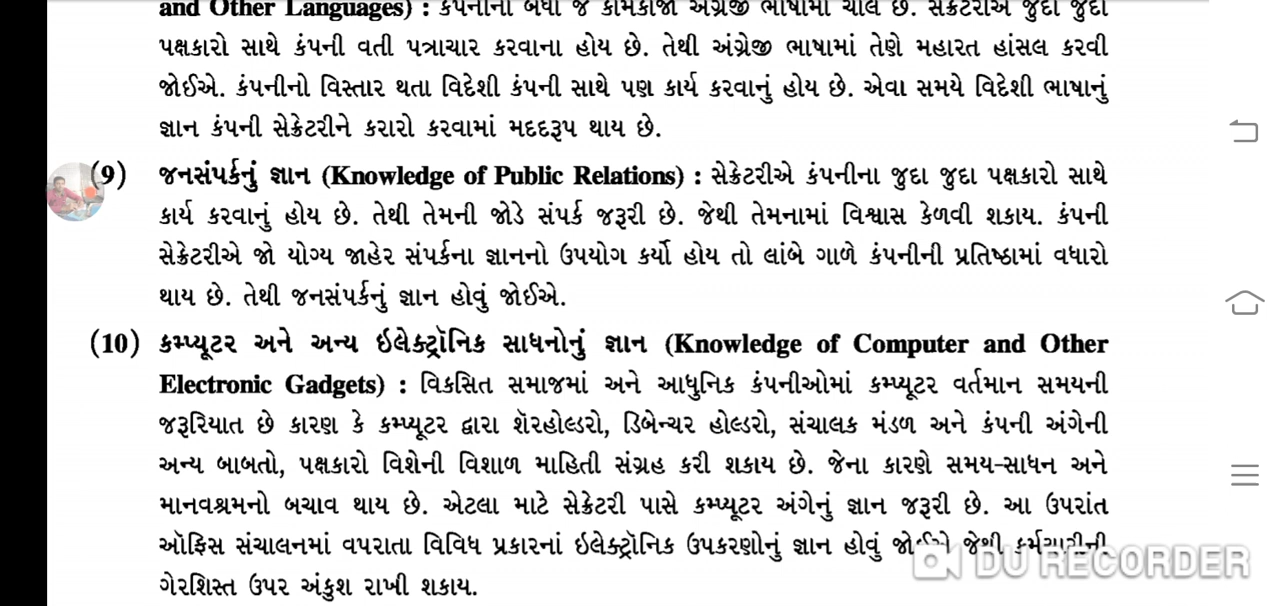 and Other Languages) : કંપનીનાં બધાં જ કામકાજો અંગ્રેજી ભાષામાં ચાલે છે. સેક્રેટરીએ જુદા જુદા
પક્ષકારો સાથે કંપની વતી પત્રાચાર કરવાના હોય છે. તેથી અંગ્રેજી ભાષામાં તેણે મહારત હાંસલ કરવી
જોઈએ. કંપનીનો વિસ્તાર થતા વિદેશી કંપની સાથે પણ કાર્ય કરવાનું હોય છે. એવા સમયે વિદેશી ભાષાનું
જ્ઞાન કંપની સેક્રેટરીને કરારો કરવામાં મદદરૂપ થાય છે.
(9) જનસંપર્કનું જ્ઞાન (Knowledge of Public Relations) : સેક્રેટરીએ કંપનીના જુદા જુદા પક્ષકારો સાથે
કાર્ય કરવાનું હોય છે. તેથી તેમની જોડે સંપર્ક જરૂરી છે. જેથી તેમનામાં વિશ્વાસ કેળવી શકાય. કંપની
સેક્રેટરીએ જો યોગ્ય જાહેર સંપર્કના જ્ઞાનનો ઉપયોગ કર્યો હોય તો લાંબે ગાળે કંપનીની પ્રતિષ્ઠામાં વધારો
થાય છે. તેથી જનસંપર્કનું જ્ઞાન હોવું જોઈએ.
(10) કમ્પ્યૂટર અને અન્ય ઇલેક્ટ્રૉનિક સાધનોનું જ્ઞાન (Knowledge of Computer and Other
Electronic Gadgets) : વિકસિત સમાજમાં અને આધુનિક કંપનીઓમાં કમ્પ્યૂટર વર્તમાન સમયની
જરૂરિયાત છે કારણ કે કમ્પ્યૂટર દ્વારા શૅરહોલ્ડરો, ડિબેન્ચર હોલ્ડરો, સંચાલક મંડળ અને કંપની અંગેની
અન્ય બાબતો, પક્ષકારો વિશેની વિશાળ માહિતી સંગ્રહ કરી શકાય છે. જેના કારણે સમય-સાધન અને
માનવશ્રમનો બચાવ થાય છે. એટલા માટે સેક્રેટરી પાસે કમ્પ્યૂટર અંગેનું જ્ઞાન જરૂરી છે. આ ઉપરાંત
ઑફિસ સંચાલનમાં વપરાતા વિવિધ પ્રકારનાં ઇલેક્ટ્રૉનિક ઉપકરણોનું જ્ઞાન હોવું જોઈએ જેથી કર્મચારીની
ગેરશિસ્ત ઉપર અંકુશ રાખી શકાય.
DU RECORDER